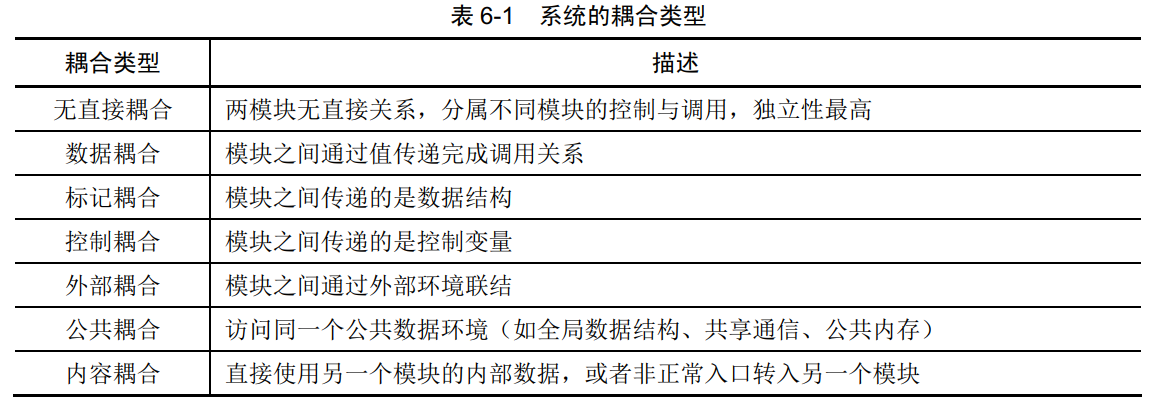 表 6-1 系统的耦合类型
耦合类型 描述
无直接耦合 两模块无直接关系，分属不同模块的控制与调用，独立性最高
数据耦合 模块之间通过值传递完成调用关系
标记耦合 模块之间传递的是数据结构
控制耦合 模块之间传递的是控制变量
外部耦合 模块之间通过外部环境联结
公共耦合 访问同一个公共数据环境（如全局数据结构、共享通信、公共内存）
内容耦合 直接使用另一个模块的内部数据，或者非正常入口转入另一个模块